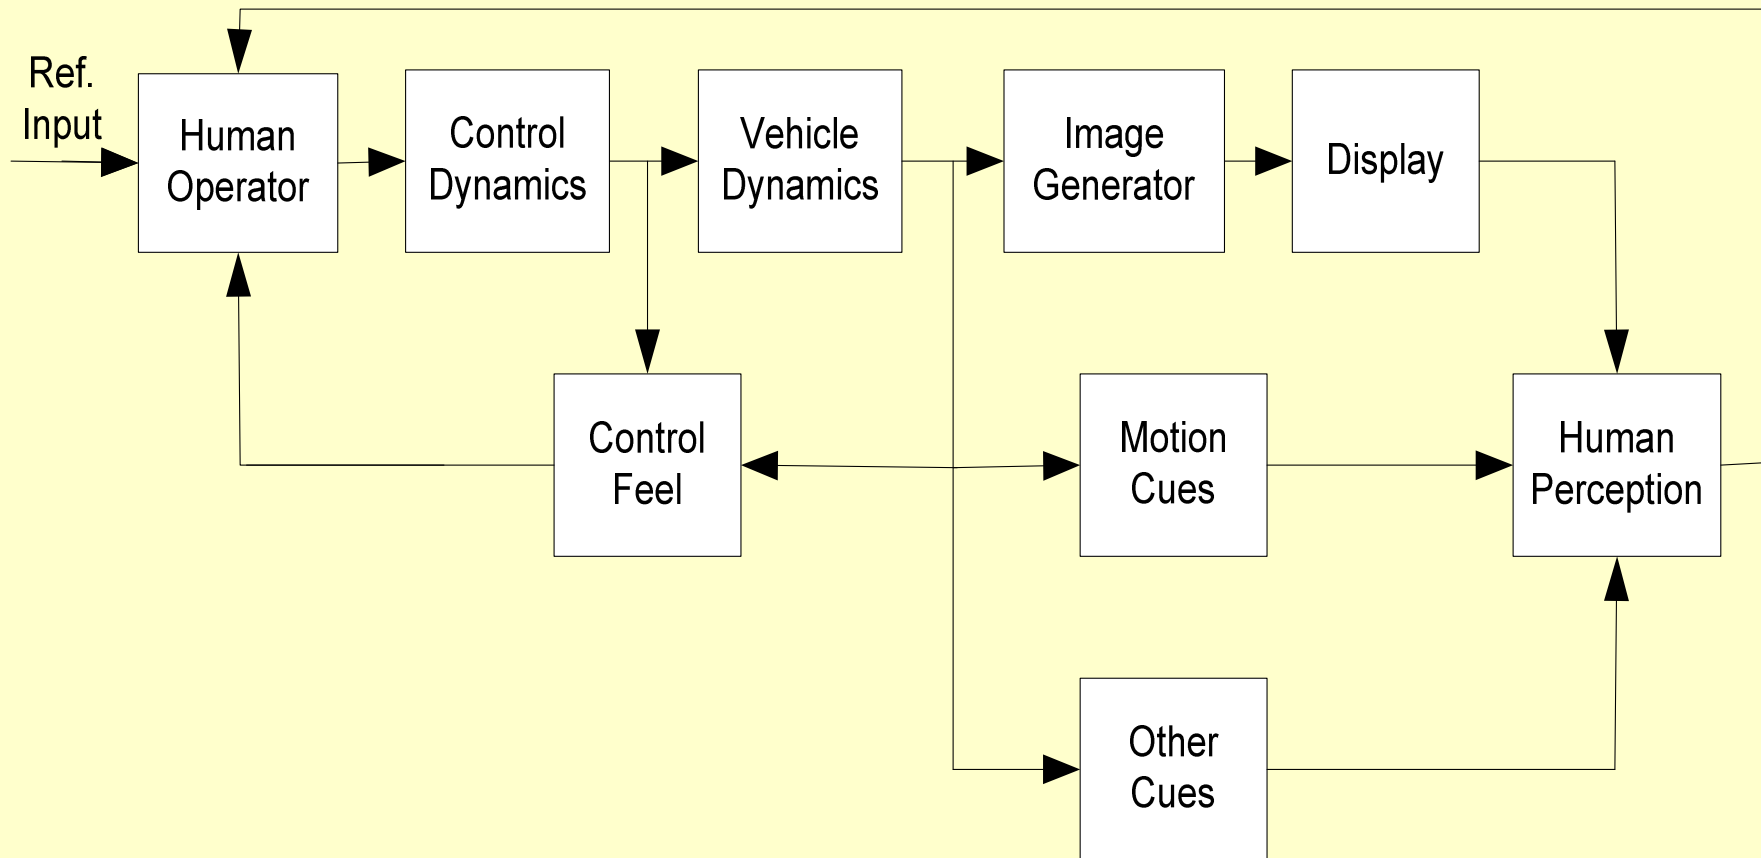 Ref.
Input
Human
Operator
Control
Dynamics
Vehicle
Dynamics
Image
Generator
Display
Control
Feel
Motion
Cues
Human
Perception
Other
Cues